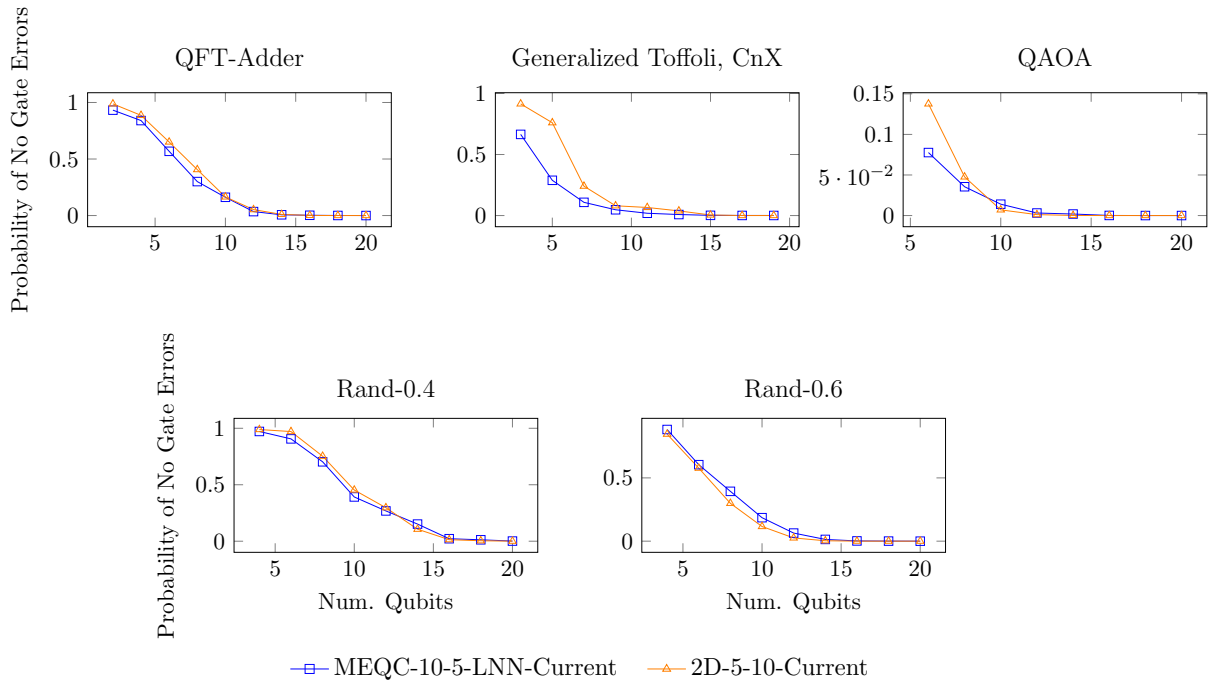 QFT-Adder
Generalized Toffoli, CnX
QAOA
Probability of No Gate Errors
1
0.5
0
5
10
15
20
1
0.5
0
5
10
15
20
0.15
0.1
5 · 10⁻²
0
5
10
15
20
Rand-0.4
Rand-0.6
Probability of No Gate Errors
1
0.5
0
5
10
15
20
Num. Qubits
0.5
0
5
10
15
20
Num. Qubits
MEQC-10-5-LNN-Current
2D-5-10-Current